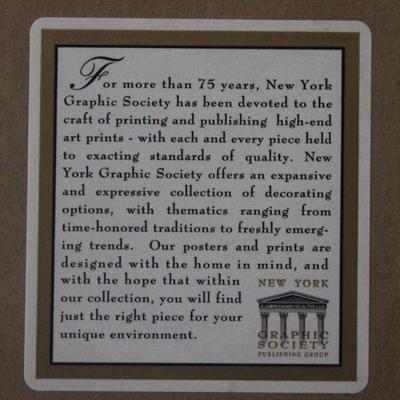 For more than 75 years, New York
Graphic Society has been devoted to the
craft of printing and publishing high-end
art prints - with each and every piece held
to exacting standards of quality. New
York Graphic Society offers an expansive
and expressive collection of decorating
options, with thematics ranging from
time-honored traditions to freshly emerg-
ing trends. Our posters and prints are
designed with the home in mind, and
with the hope that within
our collection, you will find
just the right piece for your
unique environment.
NEW YORK
GRAPHIC
SOCIETY
PUBLISHING GROUP